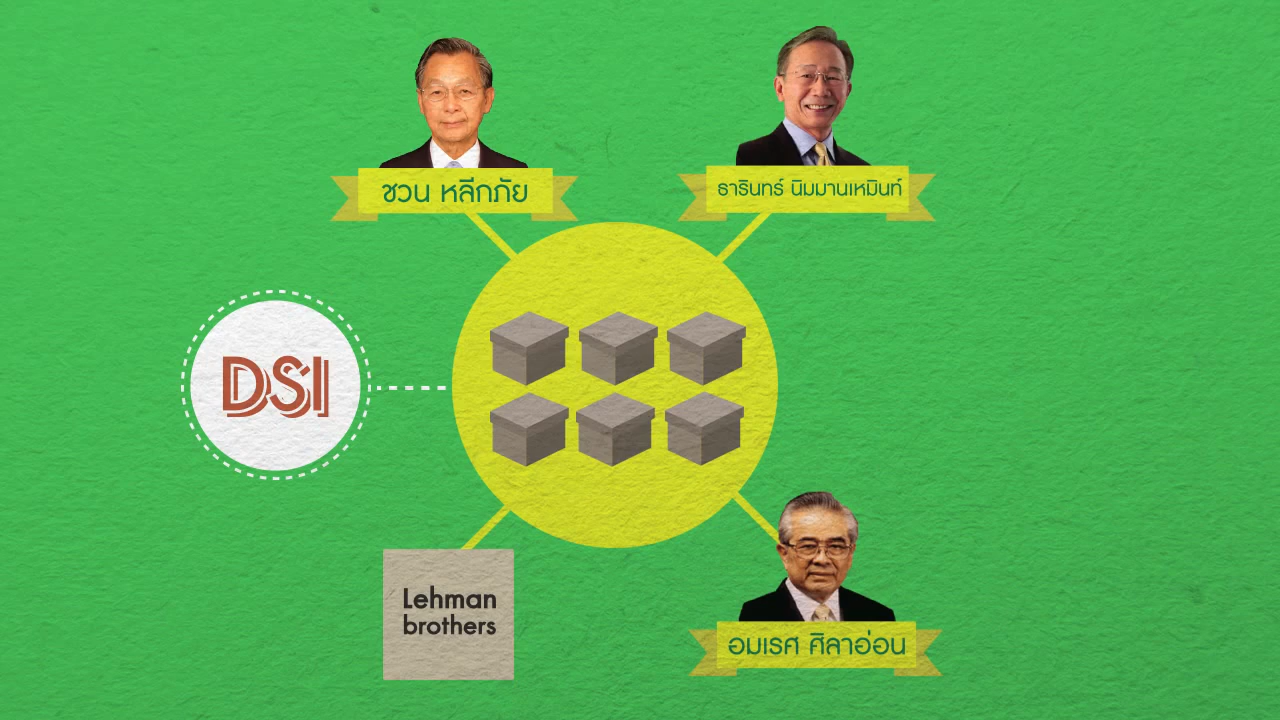 ชวน หลีกภัย
ธารินทร์ นิมมานเหมินท์
DSI
Lehman
brothers
อมเรศ ศิลาอ่อน